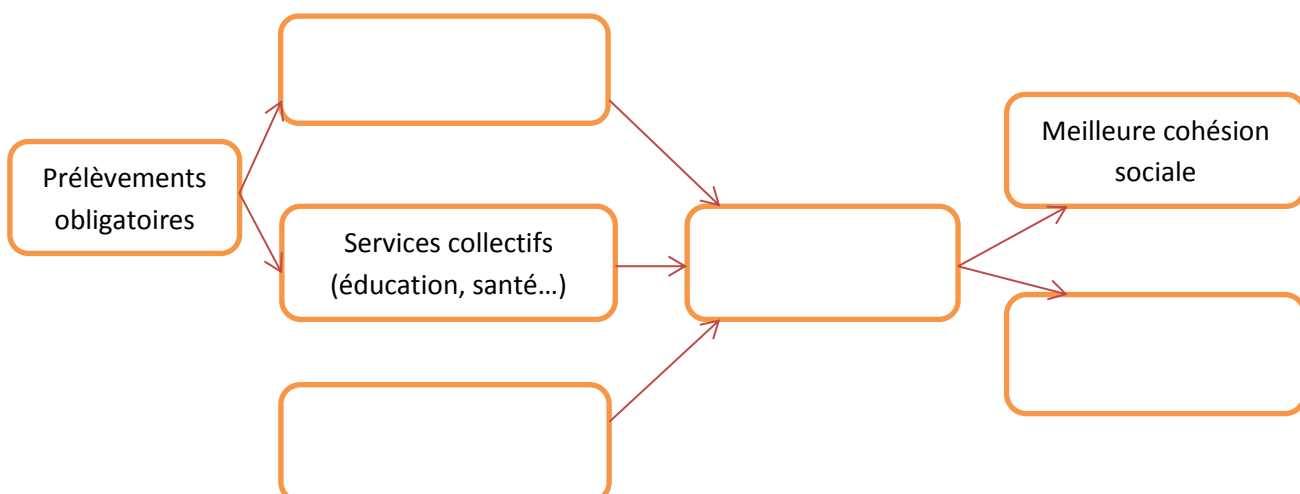 Prélèvements
obligatoires
Services collectifs
(éducation, santé…)
Meilleure cohésion
sociale